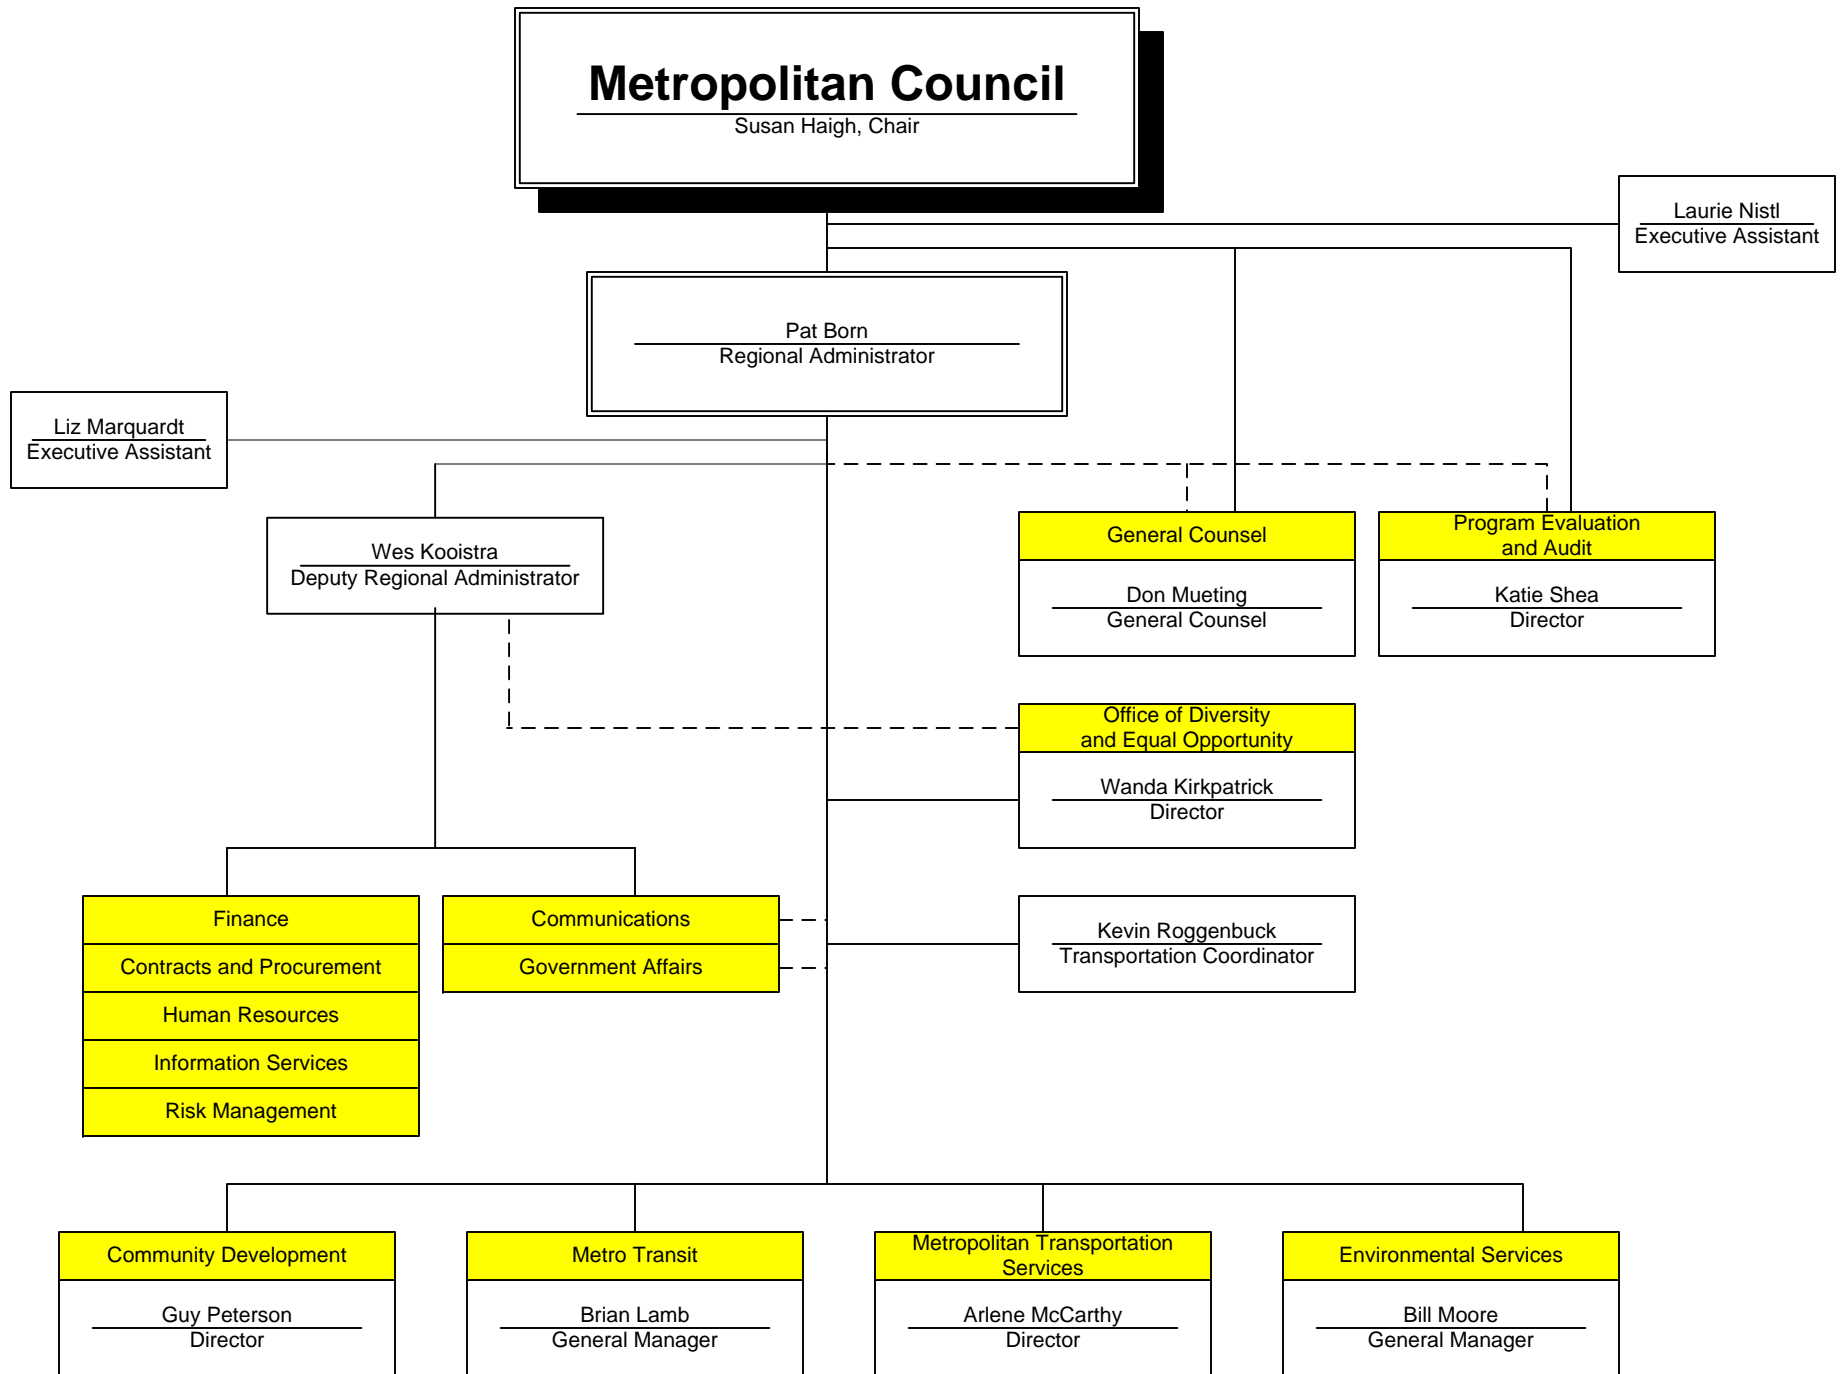 Metropolitan Council
Susan Haigh, Chair
Laurie Nistl
Executive Assistant
Pat Born
Regional Administrator
Liz Marquardt
Executive Assistant
Wes Kooistra
Deputy Regional Administrator
General Counsel
Don Mueting
General Counsel
Program Evaluation
and Audit
Katie Shea
Director
Office of Diversity
and Equal Opportunity
Wanda Kirkpatrick
Director
Finance
Contracts and Procurement
Human Resources
Information Services
Risk Management
Communications
Government Affairs
Kevin Roggenbuck
Transportation Coordinator
Community Development
Guy Peterson
Director
Metro Transit
Brian Lamb
General Manager
Metropolitan Transportation
Services
Arlene McCarthy
Director
Environmental Services
Bill Moore
General Manager